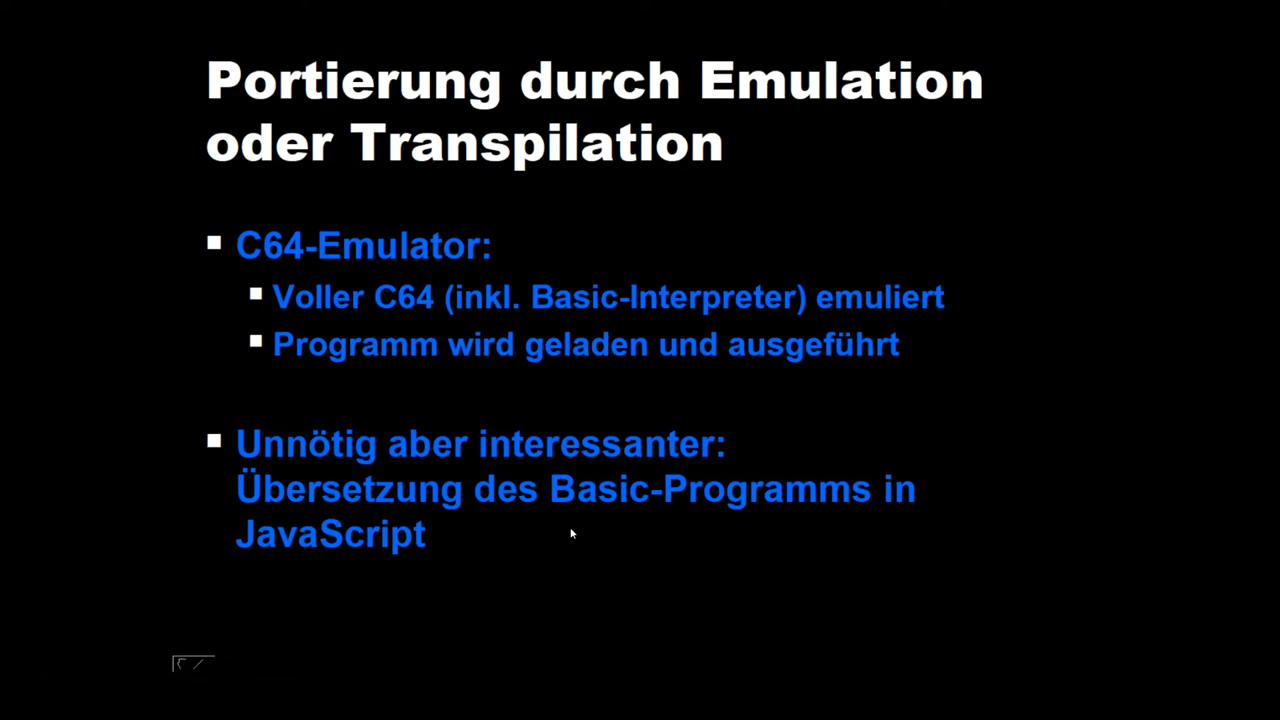 Portierung durch Emulation
oder Transpilation
C64-Emulator:
Voller C64 (inkl. Basic-Interpreter) emuliert
Programm wird geladen und ausgeführt
Unnötig aber interessanter:
Übersetzung des Basic-Programms in
JavaScript